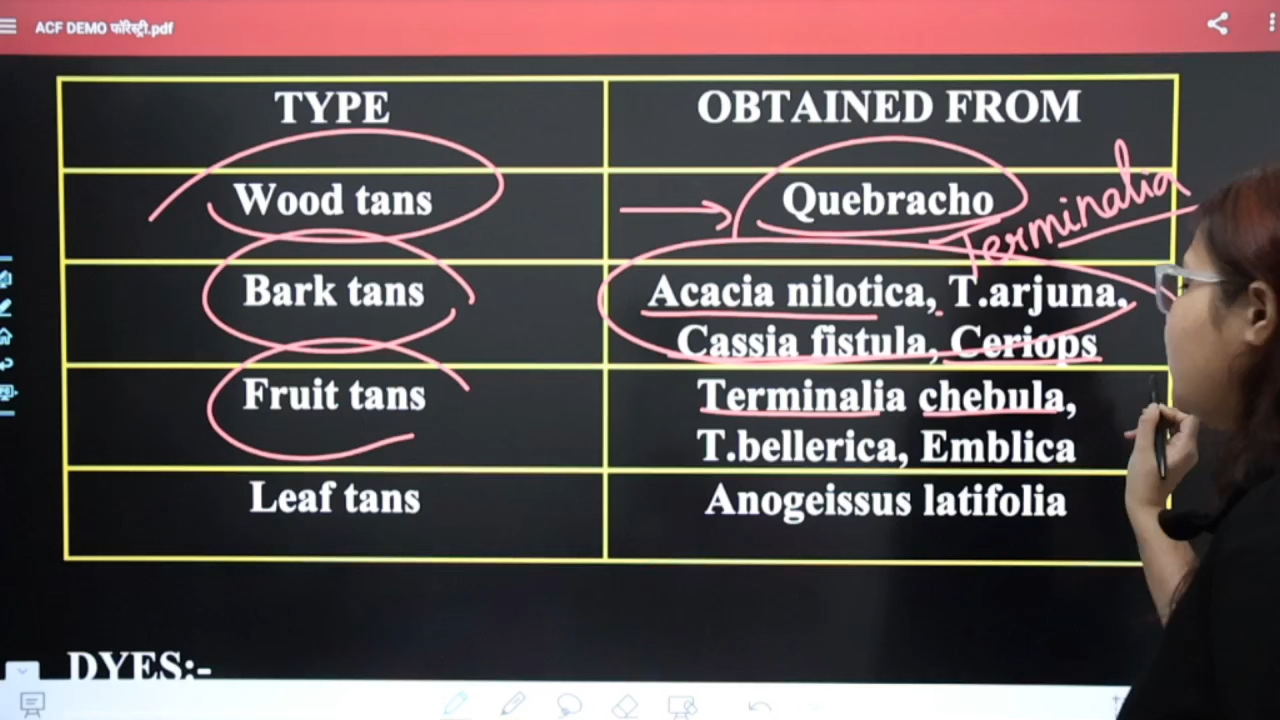 ACF DEMO फॉरेस्ट्री.pdf
TYPE
OBTAINED FROM
Wood tans
Quebracho
Terminalia
Bark tans
Acacia nilotica, T.arjuna,
Cassia fistula, Ceriops
Fruit tans
Terminalia chebula,
T.bellerica, Emblica
Leaf tans
Anogeissus latifolia
DYES:-